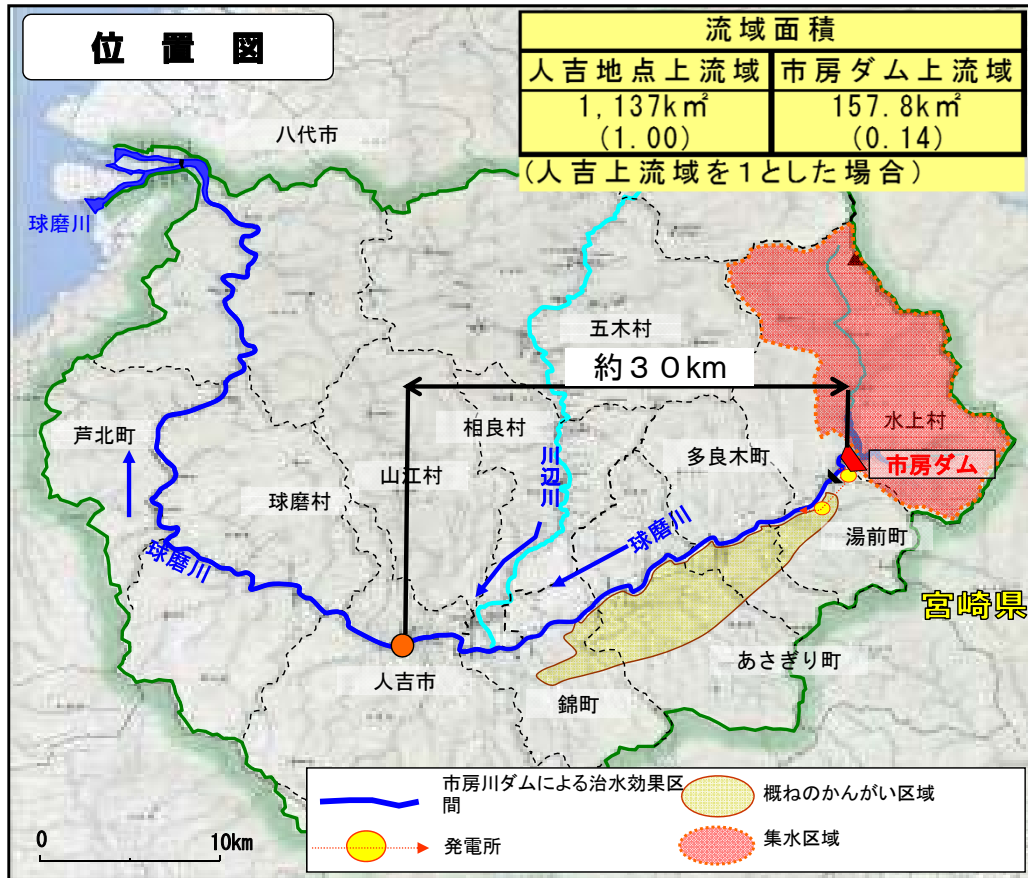 位置図
流域面積
人吉地点上流域 市房ダム上流域
1,137k㎡ 157.8k㎡
(1.00) (0.14)
(人吉上流域を1とした場合)
八代市
球磨川
五木村
約30km
芦北町
相良村
水上村
山江村
川辺川
多良木町
市房ダム
球磨村
球磨川
湯前町
球磨川
宮崎県
あさぎり町
人吉市
錦町
市房川ダムによる治水効果区
間
概ねのかんがい区域
発電所
集水区域
0 10km